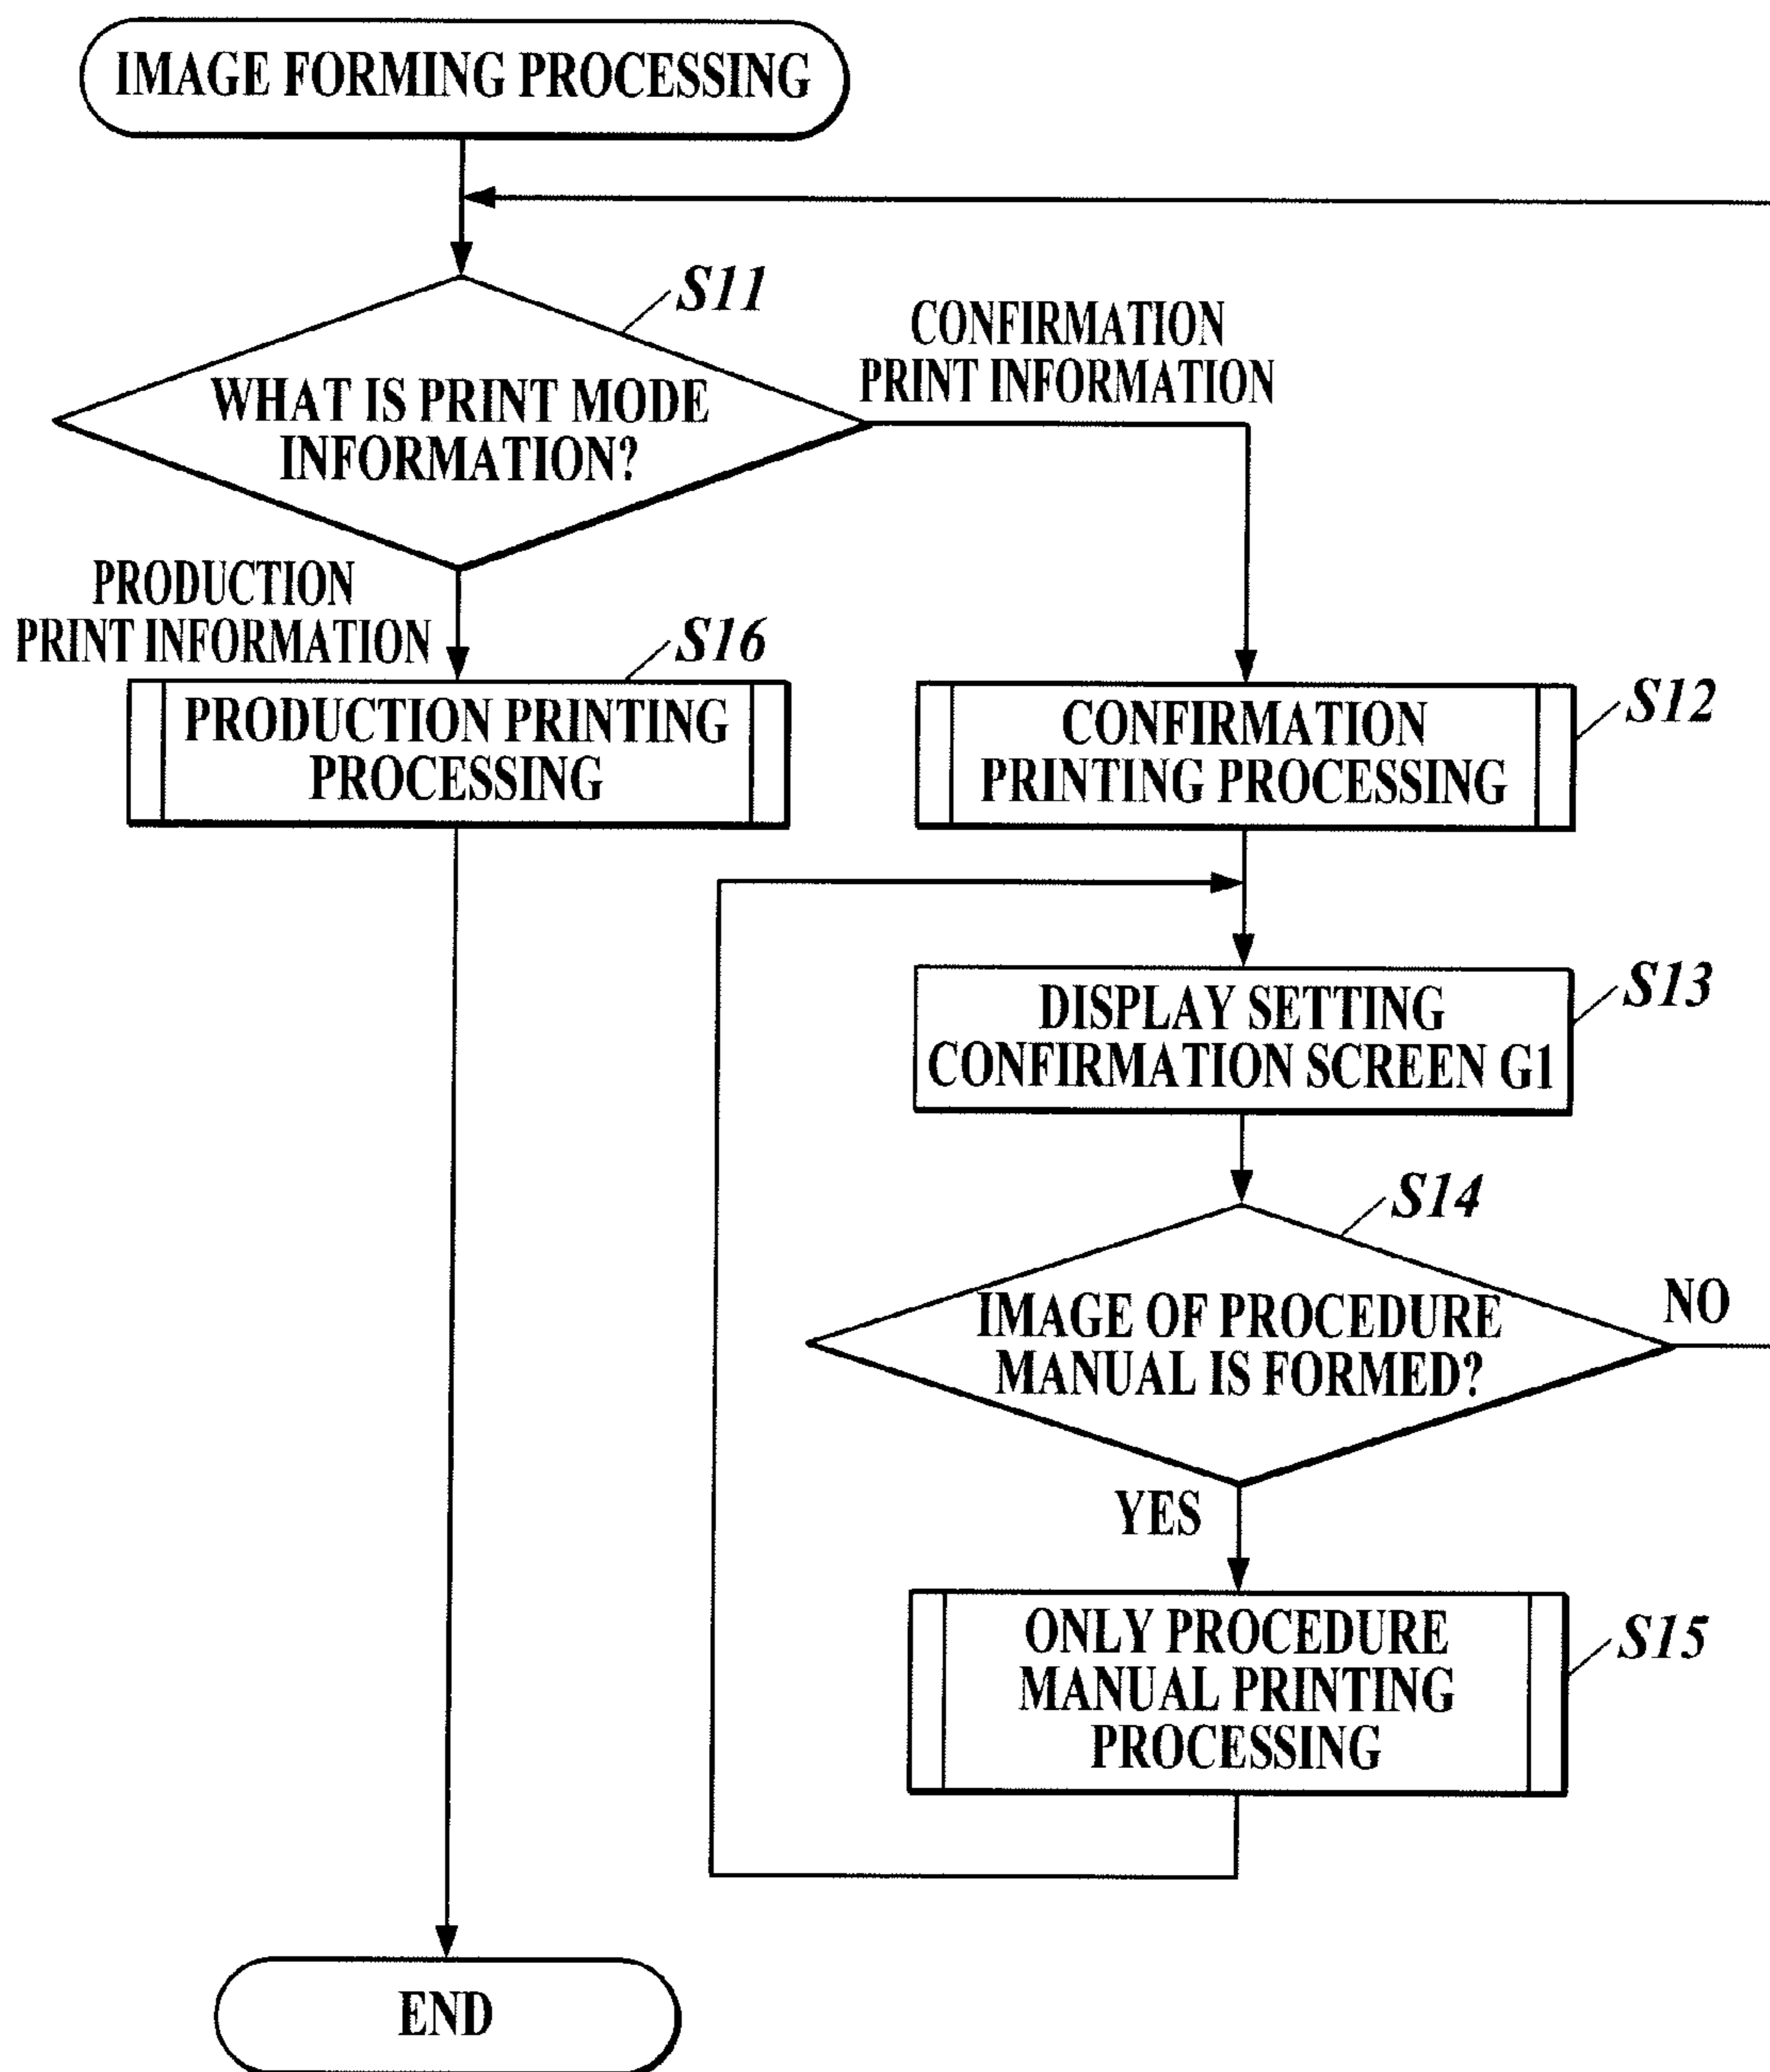 IMAGE FORMING PROCESSING
S11
CONFIRMATION
PRINT INFORMATION
WHAT IS PRINT MODE
INFORMATION?
PRODUCTION
PRINT INFORMATION
S16
PRODUCTION PRINTING
PROCESSING
S12
CONFIRMATION
PRINTING PROCESSING
S13
DISPLAY SETTING
CONFIRMATION SCREEN G1
S14
IMAGE OF PROCEDURE
MANUAL IS FORMED?
NO
YES
S15
ONLY PROCEDURE
MANUAL PRINTING
PROCESSING
END